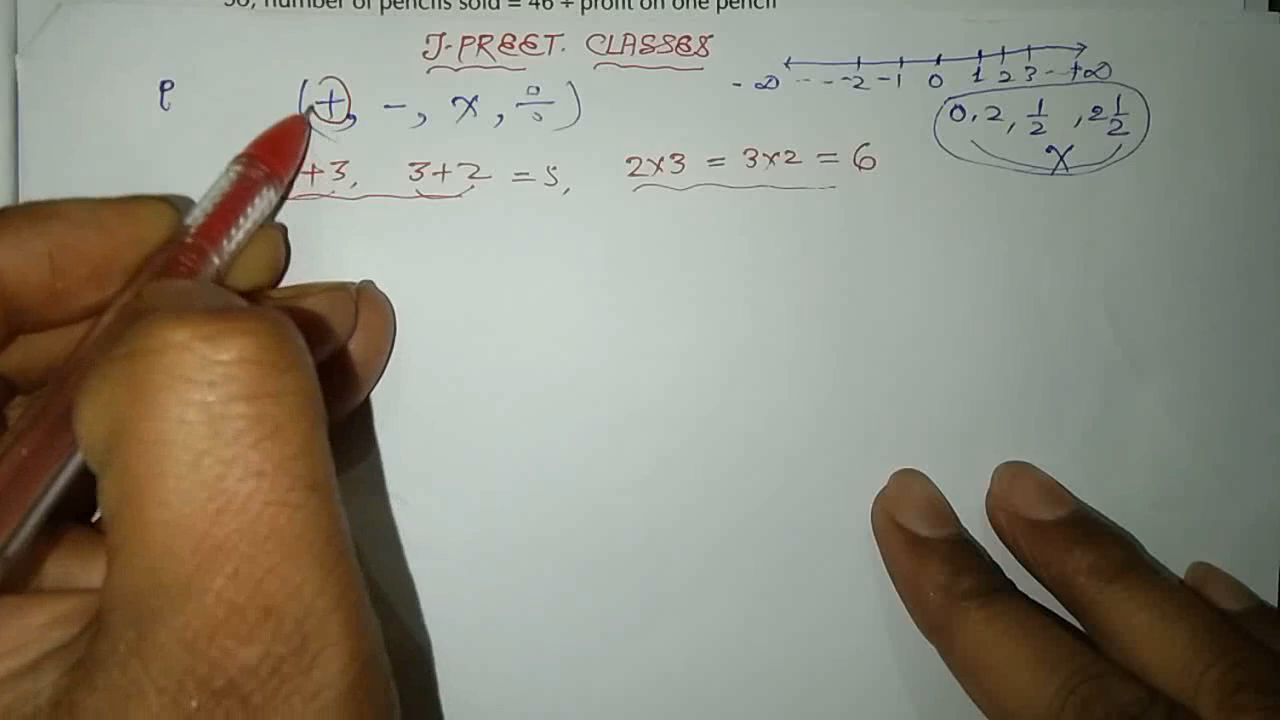 number of pencils sold = 46 ÷ profit on one pencil
J-PREET. CLASSES
-∞ -----2 -1 0 1 2 3 -- +∞
(+, -, ×, ÷)
0, 2, 1/2, 2 1/2
×
+3, 3+2 = 5, 2×3 = 3×2 = 6